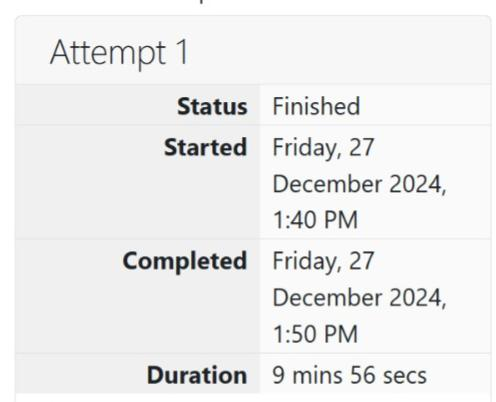 Attempt 1
Status Finished
Started Friday, 27
December 2024,
1:40 PM
Completed Friday, 27
December 2024,
1:50 PM
Duration 9 mins 56 secs